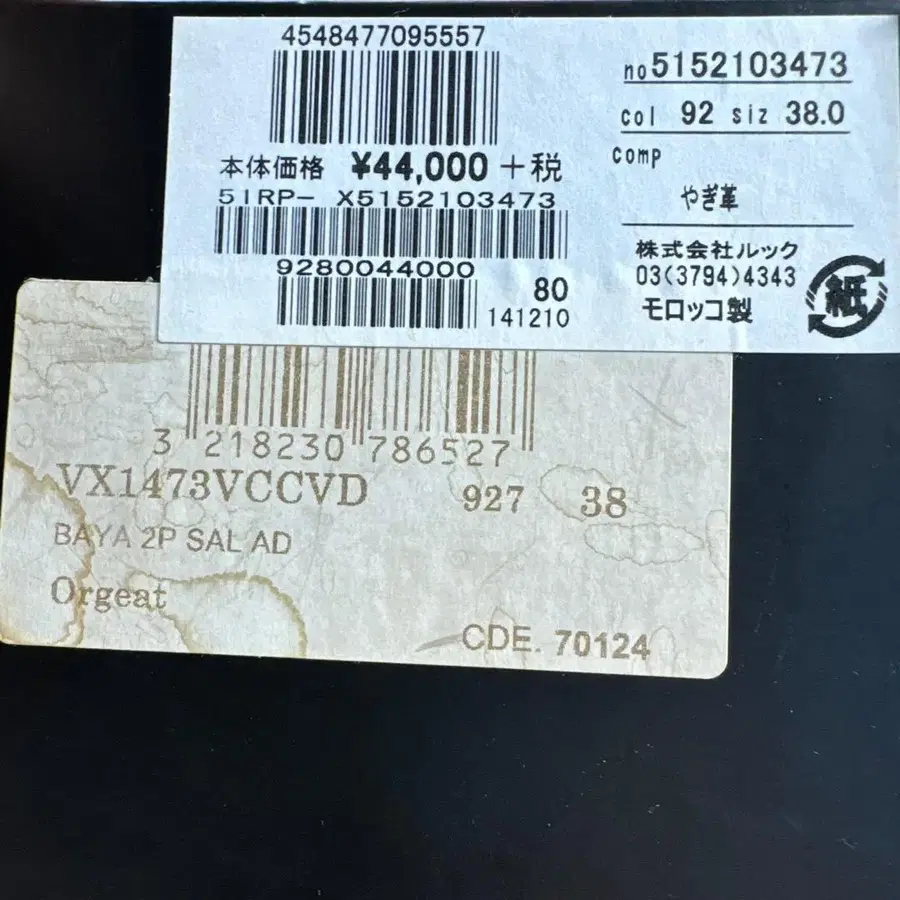 4548477095557
本体価格 ¥44,000 +税
5IRP- X5152103473
9280044000
80
141210
no5152103473
col 92 siz 38.0
comp
やぎ革
株式会社ルック
03(3794)4343
モロッコ製
紙
3 218230 786527
VX1473VCCVD 927 38
BAYA 2P SAL AD
Orgeat
CDE. 70124